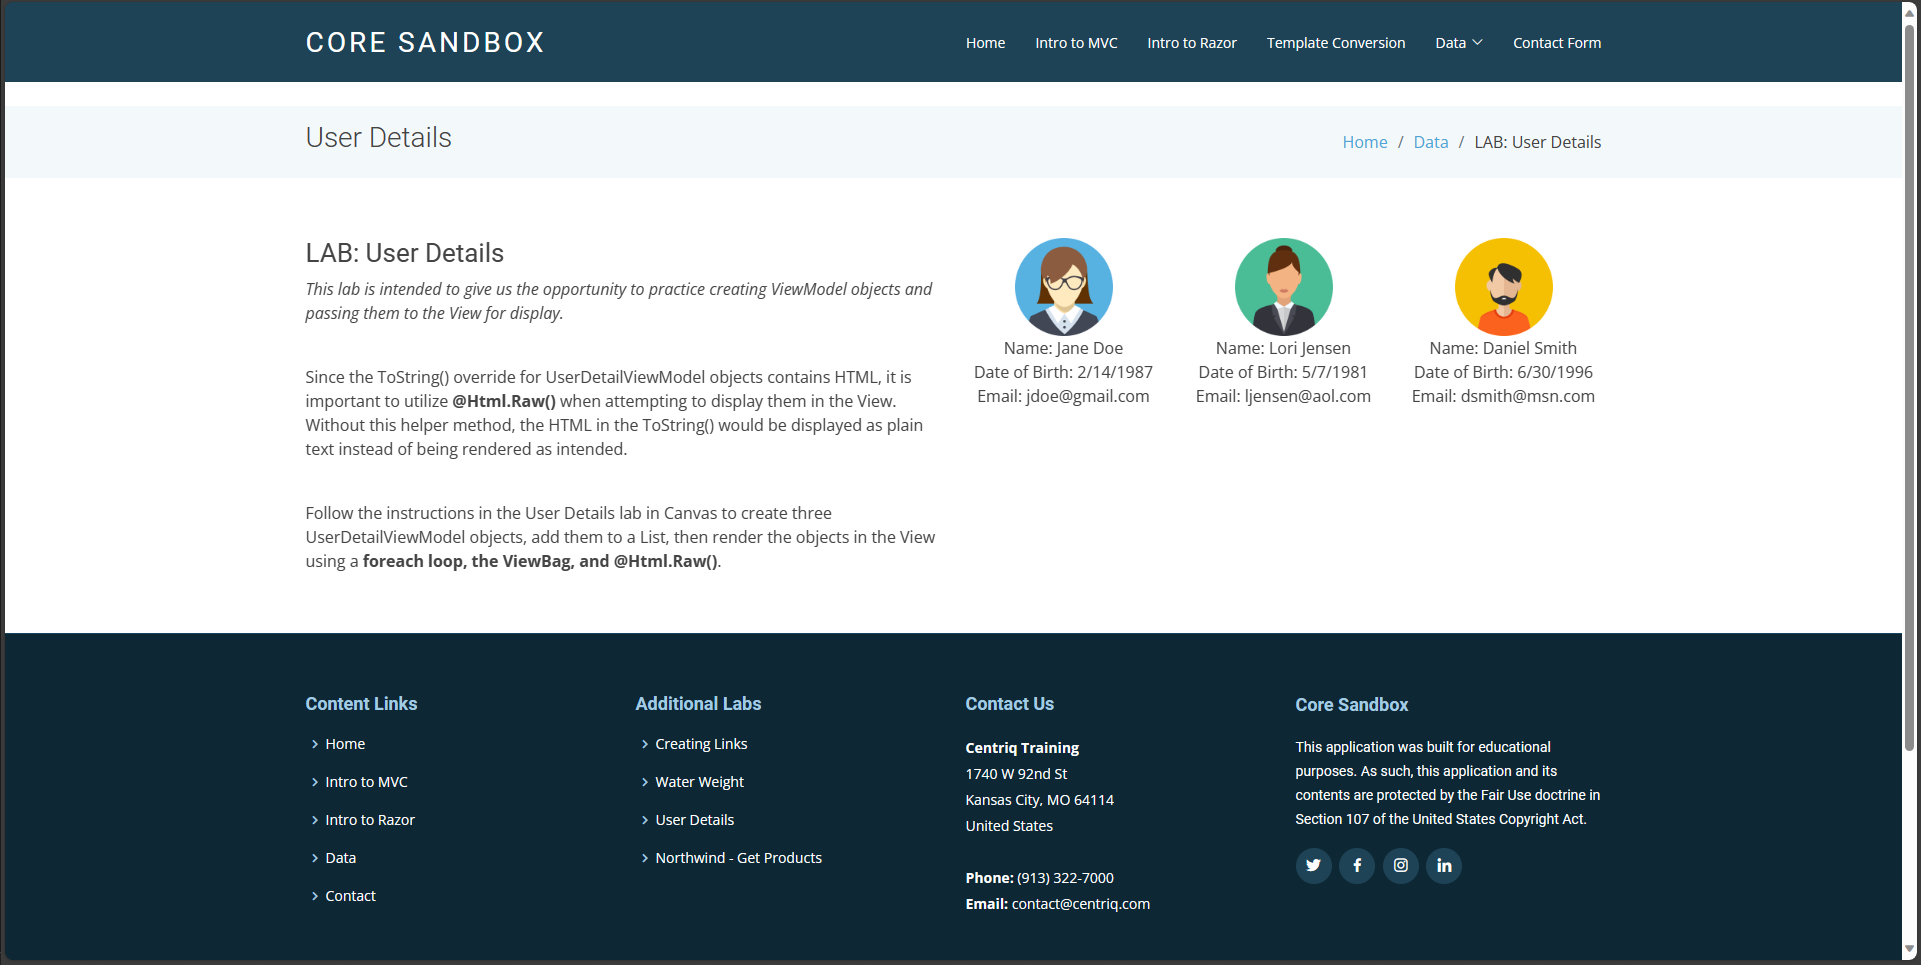 CORE SANDBOX
Home
Intro to MVC
Intro to Razor
Template Conversion
Data
Contact Form
User Details
Home / Data / LAB: User Details
LAB: User Details
This lab is intended to give us the opportunity to practice creating ViewModel objects and
passing them to the View for display.
Since the ToString() override for UserDetailViewModel objects contains HTML, it is
important to utilize @Html.Raw() when attempting to display them in the View.
Without this helper method, the HTML in the ToString() would be displayed as plain
text instead of being rendered as intended.
Follow the instructions in the User Details lab in Canvas to create three
UserDetailViewModel objects, add them to a List, then render the objects in the View
using a foreach loop, the ViewBag, and @Html.Raw().
Name: Jane Doe
Date of Birth: 2/14/1987
Email: jdoe@gmail.com
Name: Lori Jensen
Date of Birth: 5/7/1981
Email: ljensen@aol.com
Name: Daniel Smith
Date of Birth: 6/30/1996
Email: dsmith@msn.com
Content Links
Home
Intro to MVC
Intro to Razor
Data
Contact
Additional Labs
Creating Links
Water Weight
User Details
Northwind - Get Products
Contact Us
Centriq Training
1740 W 92nd St
Kansas City, MO 64114
United States
Phone: (913) 322-7000
Email: contact@centriq.com
Core Sandbox
This application was built for educational
purposes. As such, this application and its
contents are protected by the Fair Use doctrine in
Section 107 of the United States Copyright Act.